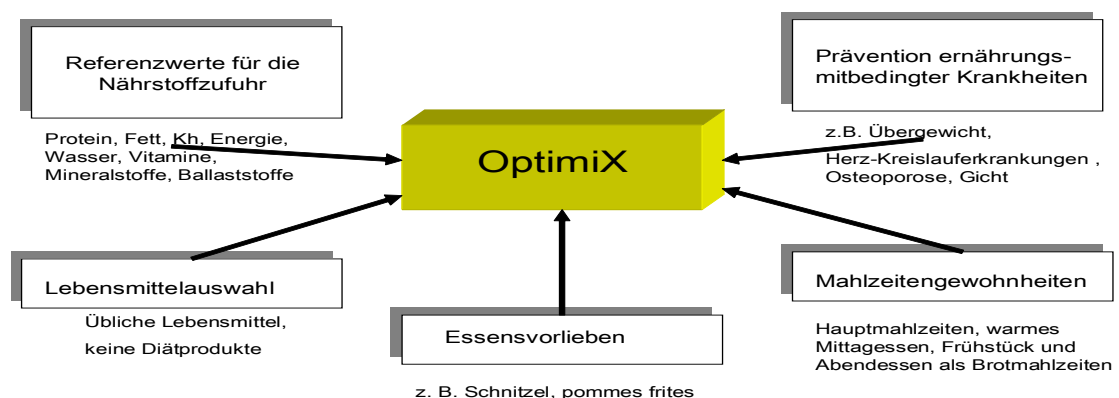 Referenzwerte für die
Nährstoffzufuhr
Protein, Fett, Kh, Energie,
Wasser, Vitamine,
Mineralstoffe, Ballaststoffe
Prävention ernährungs-
mitbedingter Krankheiten
z.B. Übergewicht,
Herz-Kreislauferkrankungen ,
Osteoporose, Gicht
OptimiX
Lebensmittelauswahl
Übliche Lebensmittel,
keine Diätprodukte
Essensvorlieben
z. B. Schnitzel, pommes frites
Mahlzeitengewohnheiten
Hauptmahlzeiten, warmes
Mittagessen, Frühstück und
Abendessen als Brotmahlzeiten